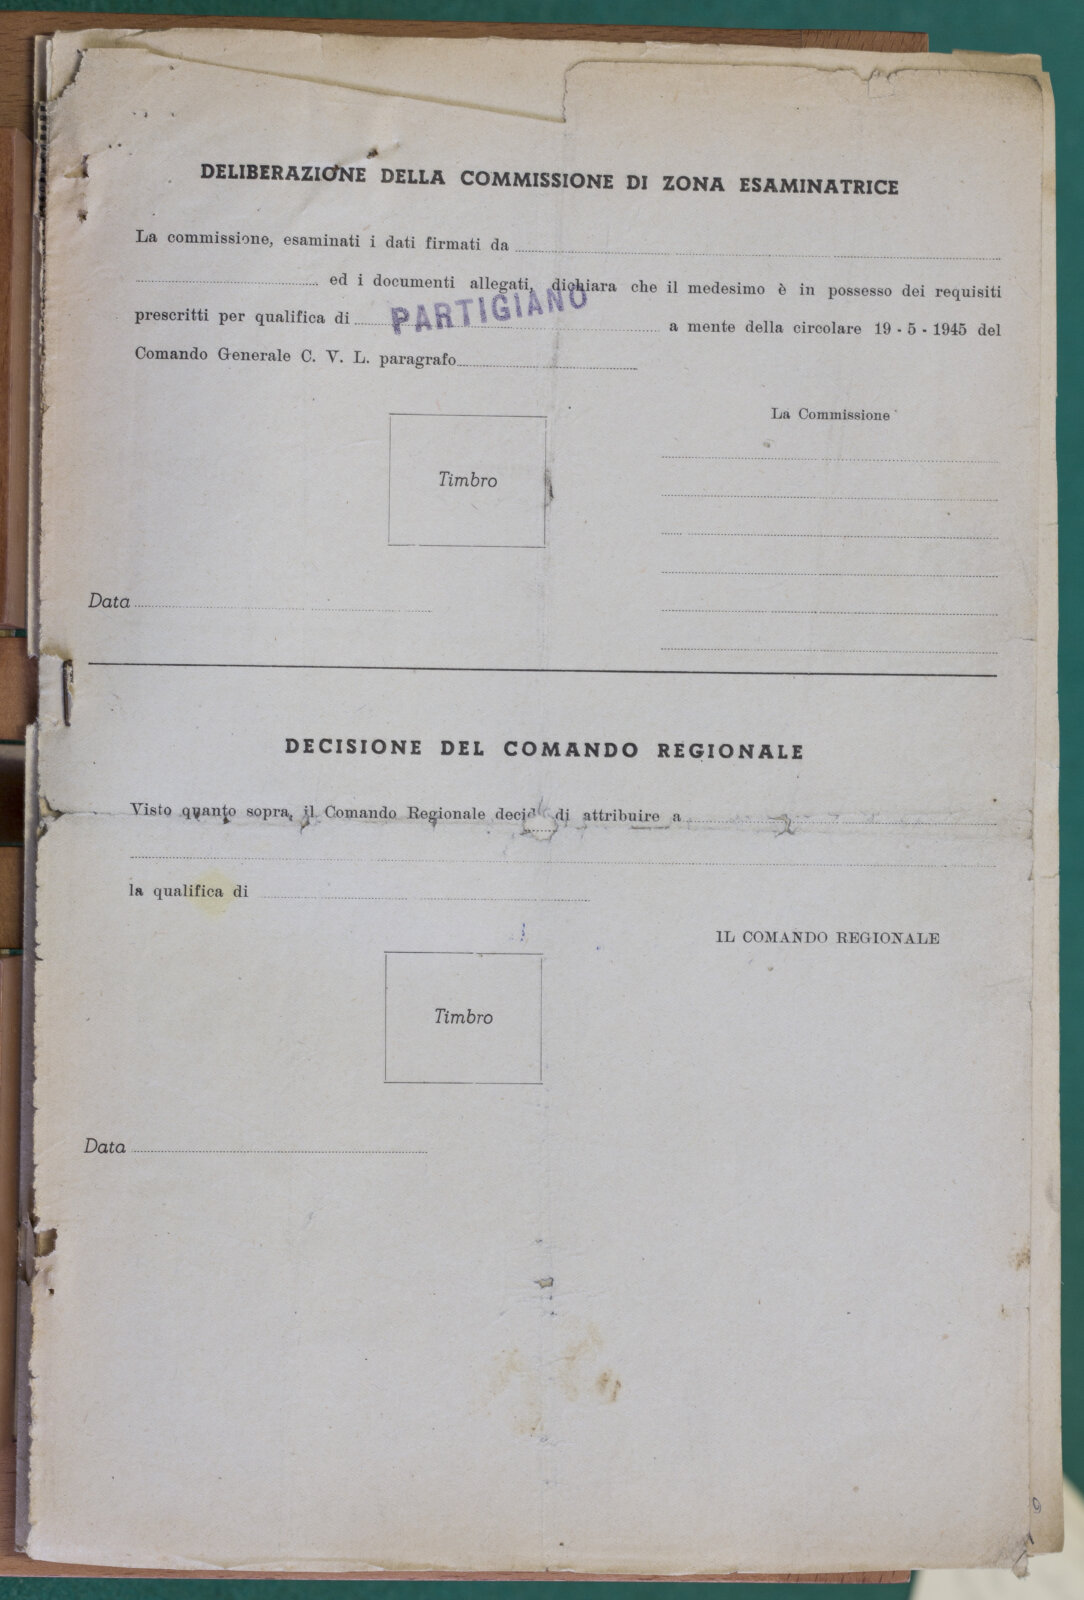 DELIBERAZIONE DELLA COMMISSIONE DI ZONA ESAMINATRICE
La commissione, esaminati i dati firmati da
ed i documenti allegati, dichiara che il medesimo è in possesso dei requisiti
prescritti per qualifica di PARTIGIANO a mente della circolare 19 - 5 - 1945 del
Comando Generale C. V. L. paragrafo
La Commissione
Timbro
Data
DECISIONE DEL COMANDO REGIONALE
Visto quanto sopra, il Comando Regionale decide di attribuire a
la qualifica di
IL COMANDO REGIONALE
Timbro
Data